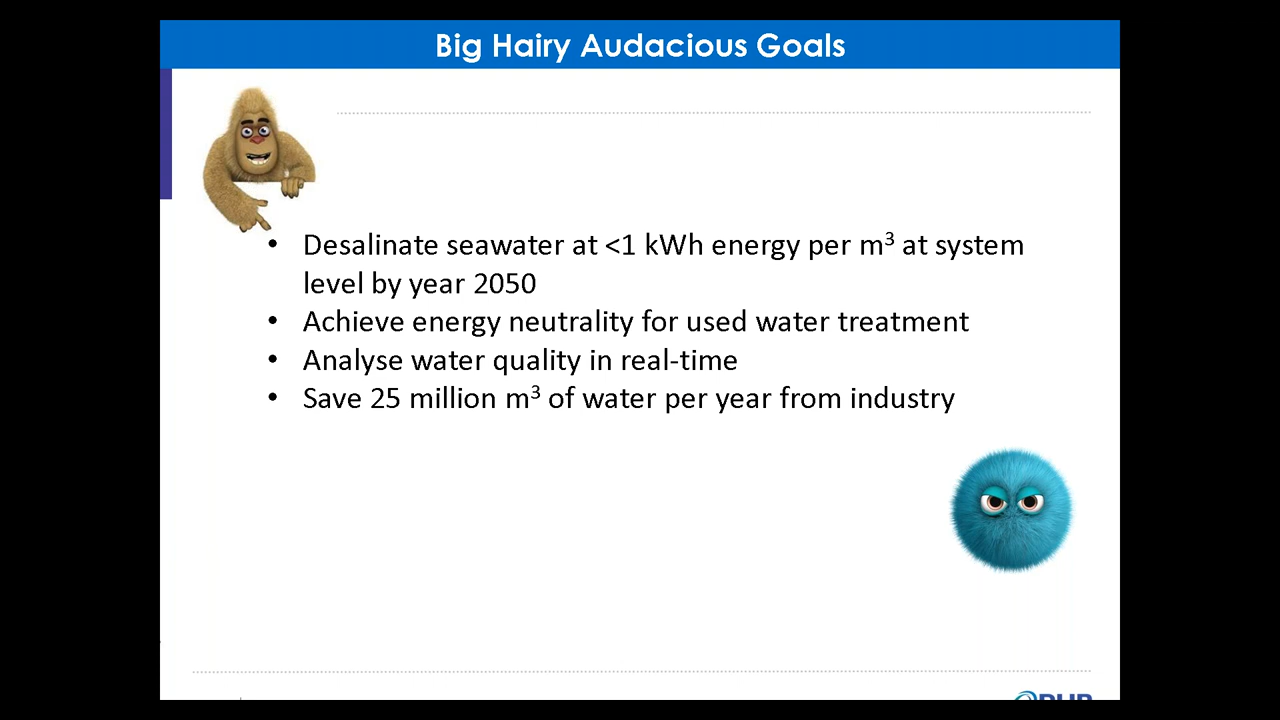 Big Hairy Audacious Goals
• Desalinate seawater at <1 kWh energy per m³ at system
level by year 2050
• Achieve energy neutrality for used water treatment
• Analyse water quality in real-time
• Save 25 million m³ of water per year from industry